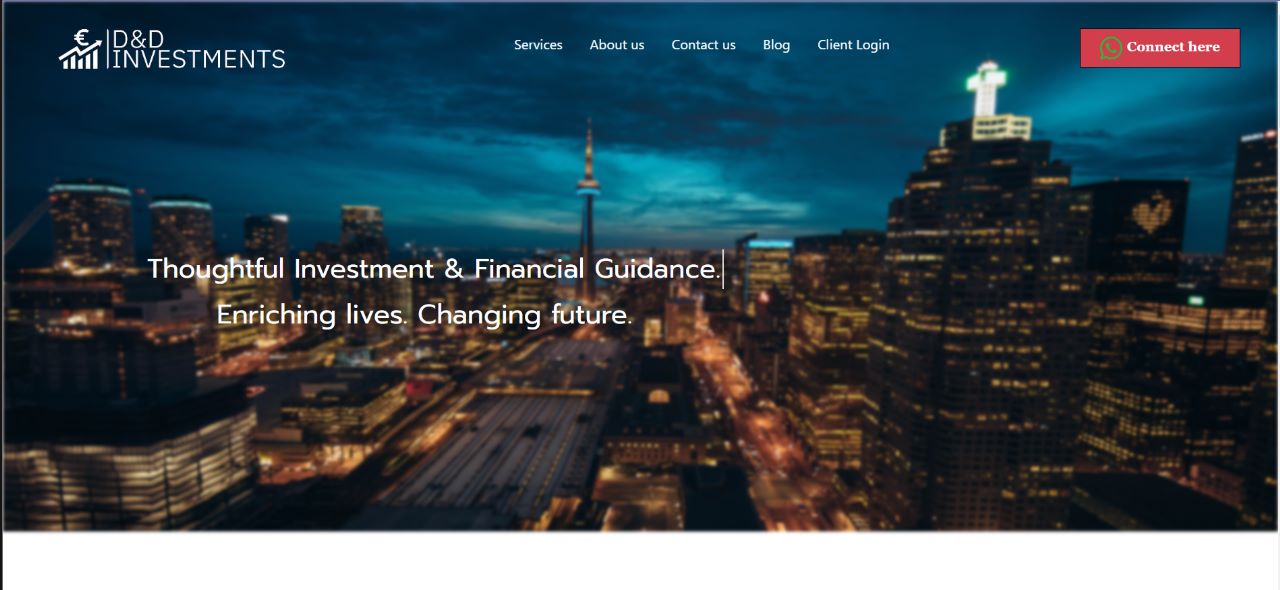 €
D&D
INVESTMENTS
Services
About us
Contact us
Blog
Client Login
Connect here
Thoughtful Investment & Financial Guidance.
Enriching lives. Changing future.